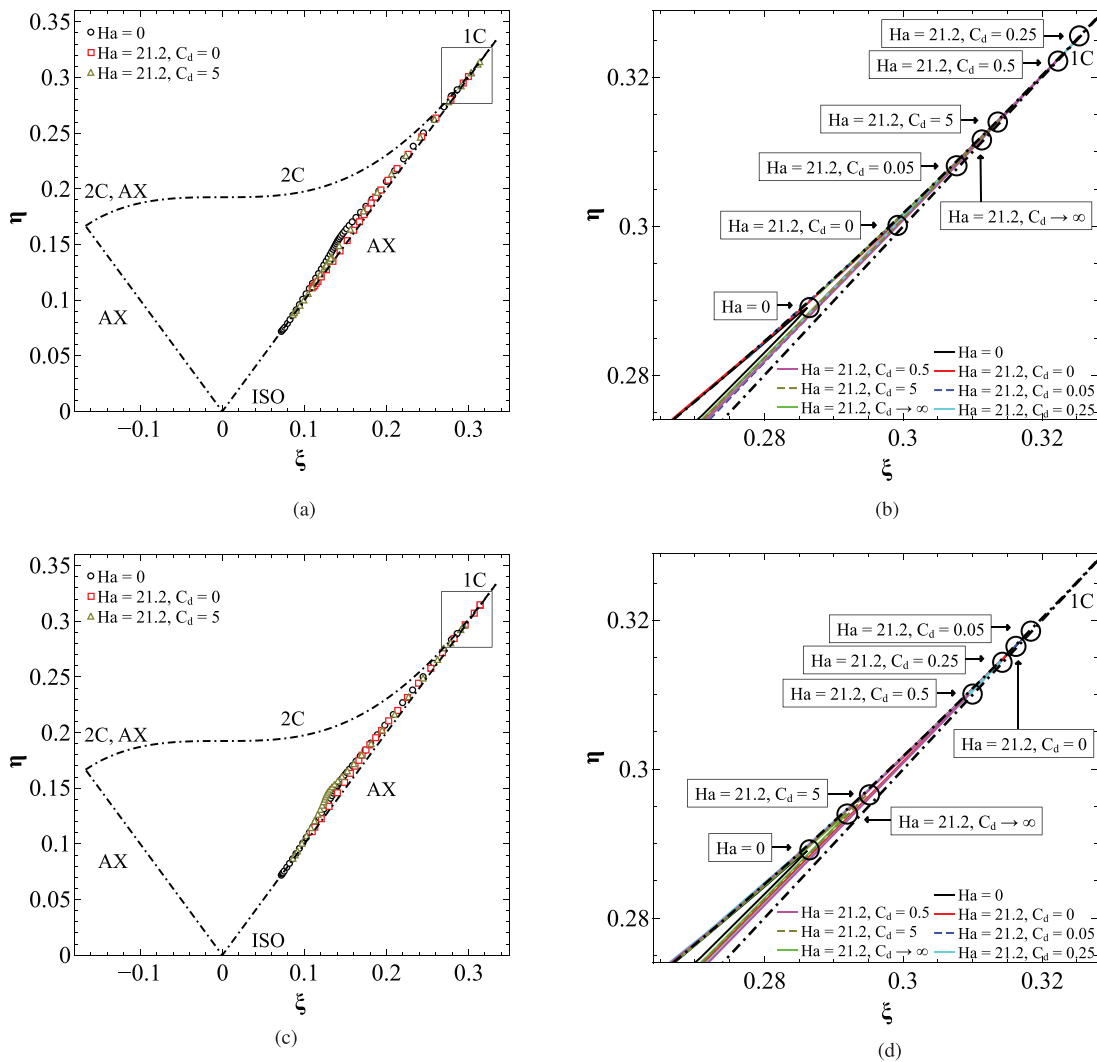 0.35
0.3
0.25
0.2
0.15
0.1
0.05
0
η
Ha = 0
Ha = 21.2, C_d = 0
Ha = 21.2, C_d = 5
1C
2C
2C, AX
AX
AX
ISO
−0.1 0 0.1 0.2 0.3
ξ
(a)
0.32
0.3
0.28
η
Ha = 21.2, C_d = 0.25
Ha = 21.2, C_d = 0.5
1C
Ha = 21.2, C_d = 5
Ha = 21.2, C_d = 0.05
Ha = 21.2, C_d → ∞
Ha = 21.2, C_d = 0
Ha = 0
Ha = 0
Ha = 21.2, C_d = 0.5 Ha = 21.2, C_d = 0
Ha = 21.2, C_d = 5 Ha = 21.2, C_d = 0.05
Ha = 21.2, C_d → ∞ Ha = 21.2, C_d = 0.25
0.28 0.3 0.32
ξ
(b)
0.35
0.3
0.25
0.2
0.15
0.1
0.05
0
η
Ha = 0
Ha = 21.2, C_d = 0
Ha = 21.2, C_d = 5
1C
2C
2C, AX
AX
AX
ISO
−0.1 0 0.1 0.2 0.3
ξ
(c)
0.32
0.3
0.28
η
1C
Ha = 21.2, C_d = 0.05
Ha = 21.2, C_d = 0.25
Ha = 21.2, C_d = 0.5
Ha = 21.2, C_d = 0
Ha = 21.2, C_d = 5
Ha = 21.2, C_d → ∞
Ha = 0
Ha = 0
Ha = 21.2, C_d = 0.5 Ha = 21.2, C_d = 0
Ha = 21.2, C_d = 5 Ha = 21.2, C_d = 0.05
Ha = 21.2, C_d → ∞ Ha = 21.2, C_d = 0.25
0.28 0.3 0.32
ξ
(d)